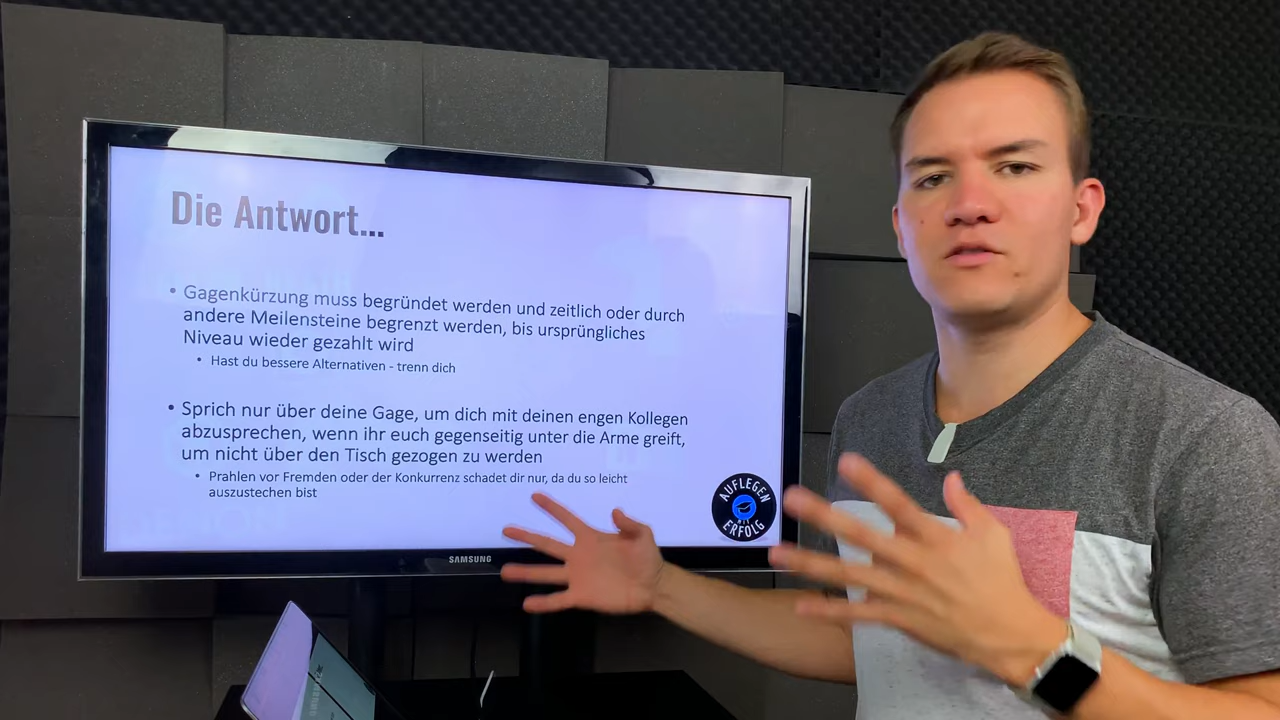 Die Antwort...
• Gagenkürzung muss begründet werden und zeitlich oder durch
andere Meilensteine begrenzt werden, bis ursprüngliches
Niveau wieder gezahlt wird
• Hast du bessere Alternativen - trenn dich
• Sprich nur über deine Gage, um dich mit deinen engen Kollegen
abzusprechen, wenn ihr euch gegenseitig unter die Arme greift,
um nicht über den Tisch gezogen zu werden
• Prahlen vor Fremden oder der Konkurrenz schadet dir nur, da du so leicht
auszustechen bist
AUFLEGEN
MIT
ERFOLG
SAMSUNG